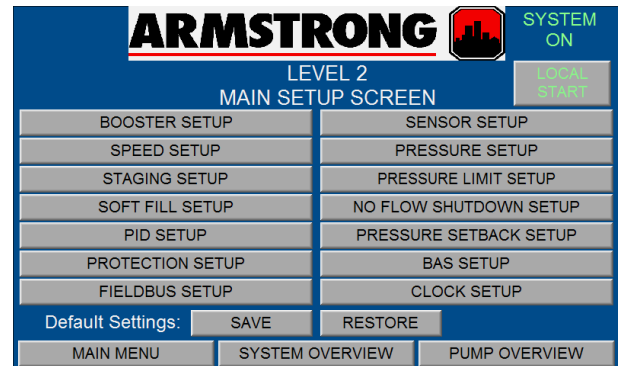 ARMSTRONG
SYSTEM
ON
LEVEL 2
MAIN SETUP SCREEN
LOCAL
START
BOOSTER SETUP
SENSOR SETUP
SPEED SETUP
PRESSURE SETUP
STAGING SETUP
PRESSURE LIMIT SETUP
SOFT FILL SETUP
NO FLOW SHUTDOWN SETUP
PID SETUP
PRESSURE SETBACK SETUP
PROTECTION SETUP
BAS SETUP
FIELDBUS SETUP
CLOCK SETUP
Default Settings: SAVE RESTORE
MAIN MENU SYSTEM OVERVIEW PUMP OVERVIEW